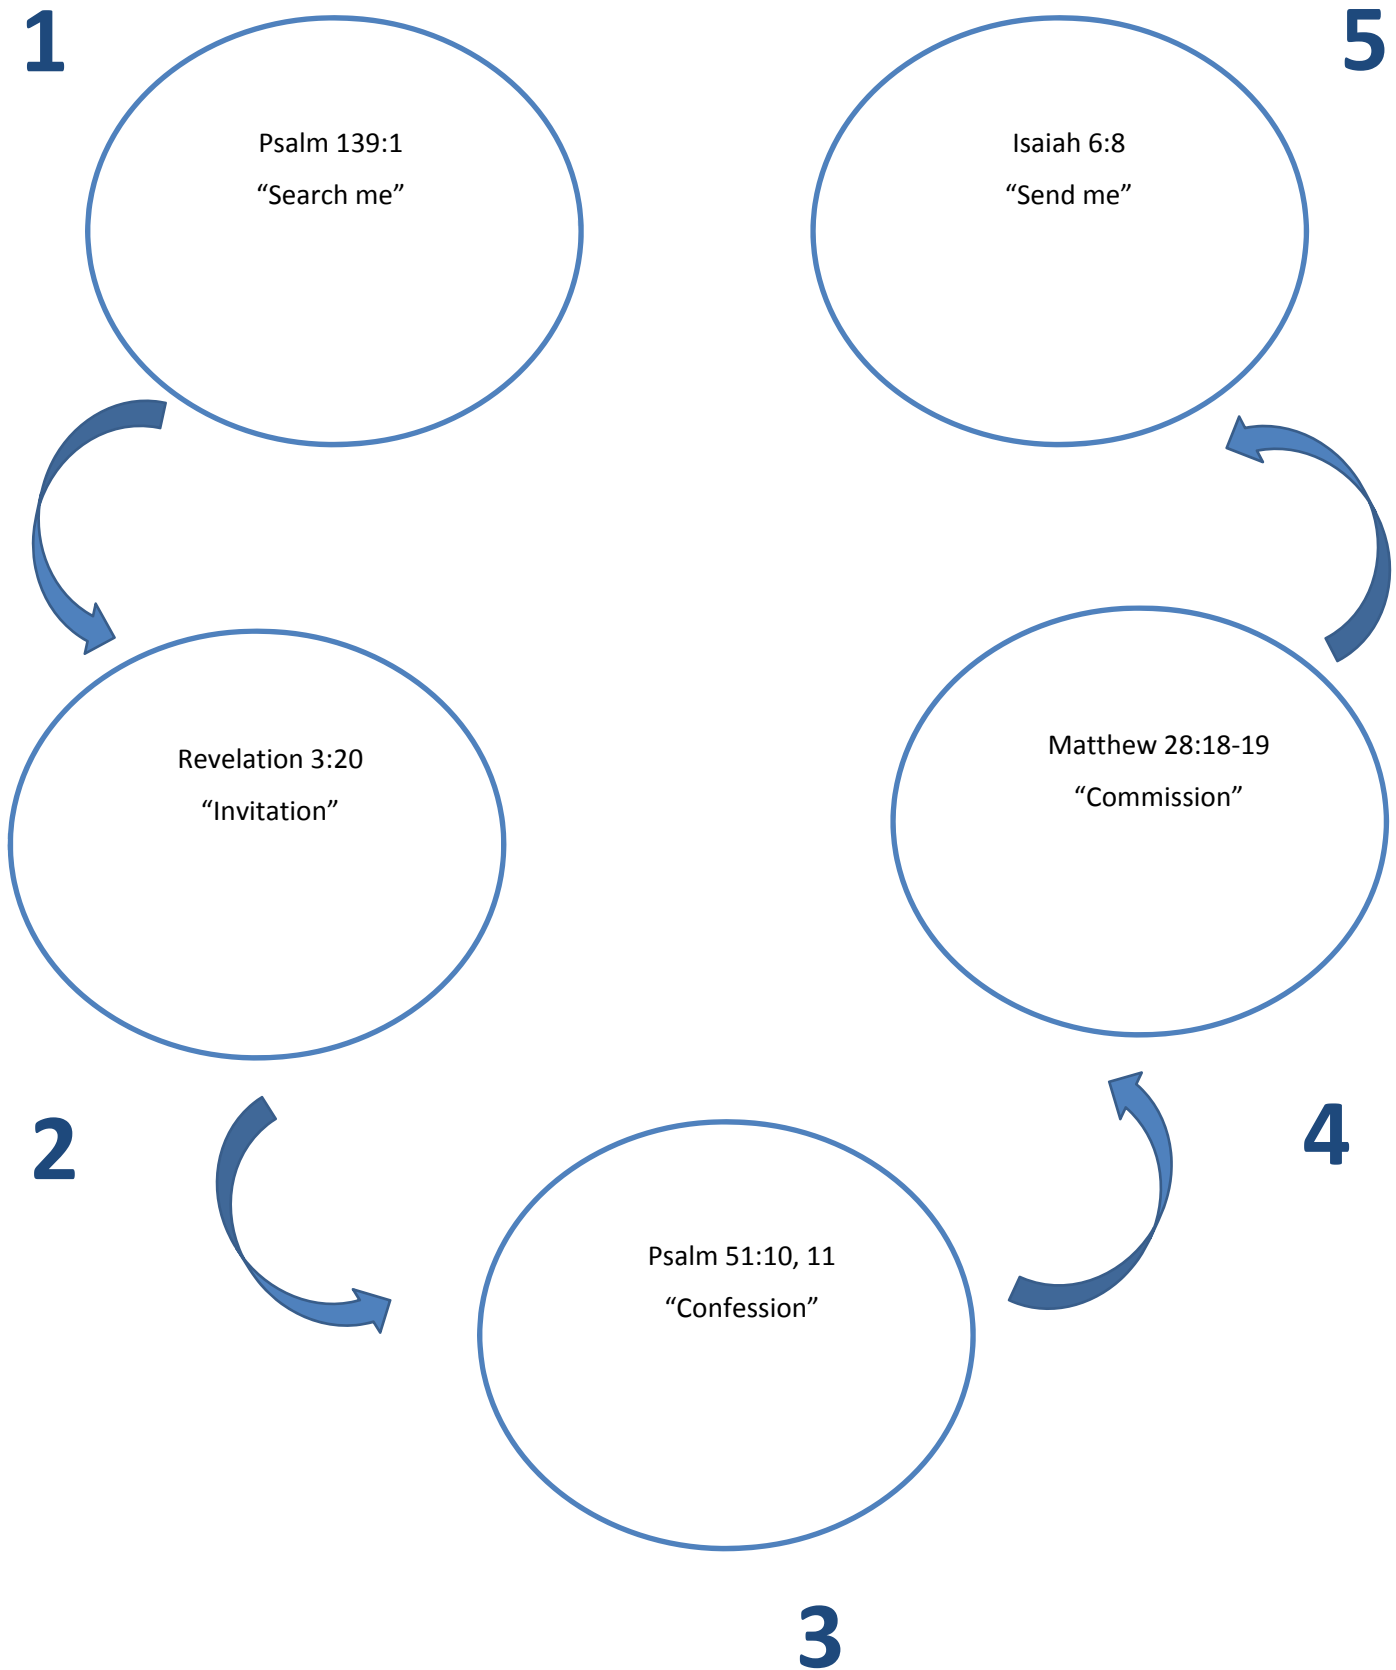 1
Psalm 139:1
“Search me”
2
Revelation 3:20
“Invitation”
3
Psalm 51:10, 11
“Confession”
4
Matthew 28:18-19
“Commission”
5
Isaiah 6:8
“Send me”